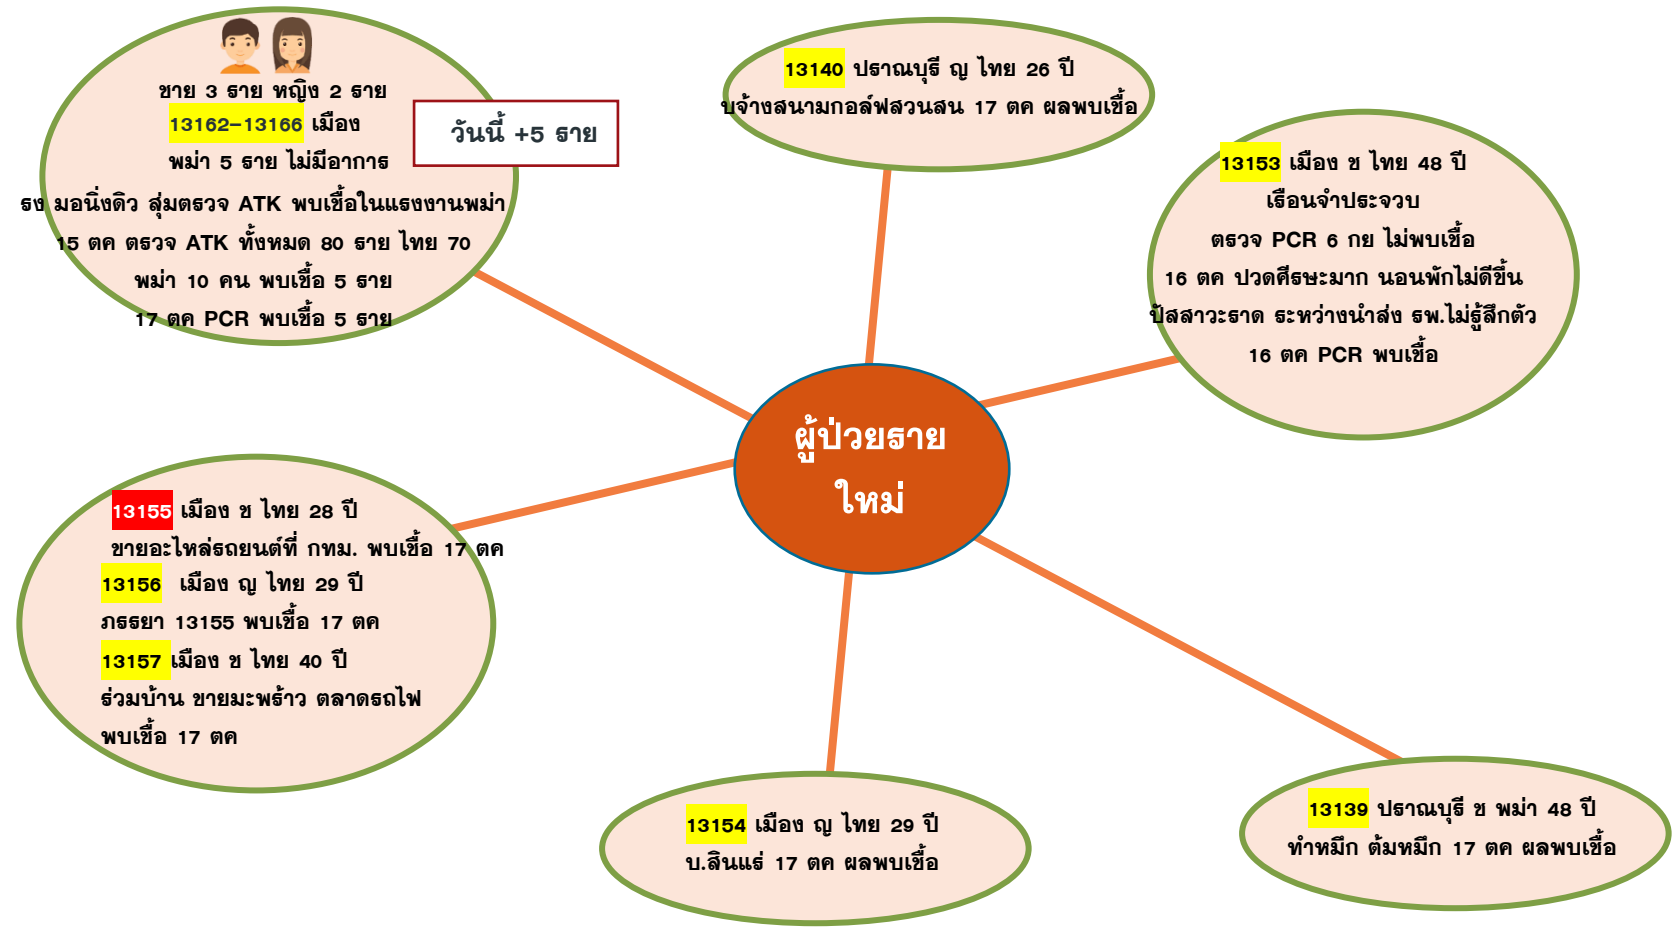 ชาย 3 ราย หญิง 2 ราย
13162-13166 เมือง
พม่า 5 ราย ไม่มีอาการ
รง มอนิ่งดิว สุ่มตรวจ ATK พบเชื้อในแรงงานพม่า
15 ตค ตรวจ ATK ทั้งหมด 80 ราย ไทย 70
พม่า 10 คน พบเชื้อ 5 ราย
17 ตค PCR พบเชื้อ 5 ราย
วันนี้ +5 ราย
13140 ปราณบุรี ญ ไทย 26 ปี
บจ้างสนามกอล์ฟสวนสน 17 ตค ผลพบเชื้อ
13153 เมือง ช ไทย 48 ปี
เรือนจำประจวบ
ตรวจ PCR 6 กย ไม่พบเชื้อ
16 ตค ปวดศีรษะมาก นอนพักไม่ดีขึ้น
ปัสสาวะราด ระหว่างนำส่ง รพ.ไม่รู้สึกตัว
16 ตค PCR พบเชื้อ
ผู้ป่วยราย
ใหม่
13155 เมือง ช ไทย 28 ปี
ขายอะไหล่รถยนต์ที่ กทม. พบเชื้อ 17 ตค
13156 เมือง ญ ไทย 29 ปี
ภรรยา 13155 พบเชื้อ 17 ตค
13157 เมือง ช ไทย 40 ปี
ร่วมบ้าน ขายมะพร้าว ตลาดรถไฟ
พบเชื้อ 17 ตค
13154 เมือง ญ ไทย 29 ปี
บ.สินแร่ 17 ตค ผลพบเชื้อ
13139 ปราณบุรี ช พม่า 48 ปี
ทำหมึก ต้มหมึก 17 ตค ผลพบเชื้อ